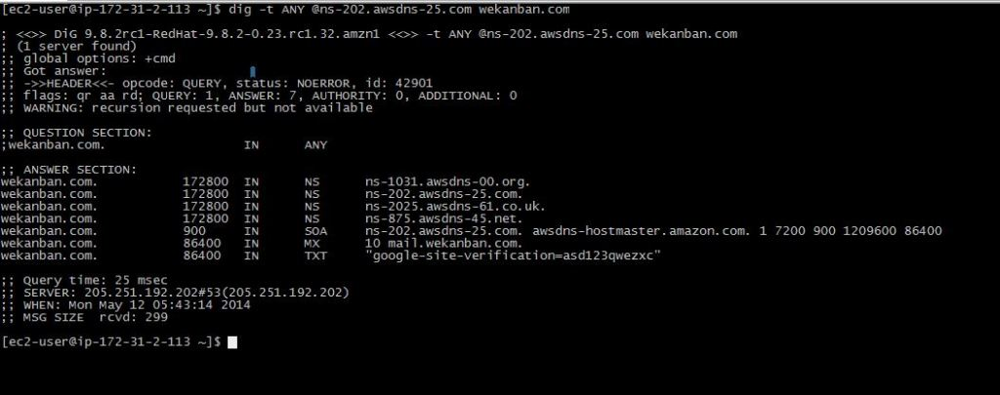 [ec2-user@ip-172-31-2-113 ~]$ dig -t ANY @ns-202.awsdns-25.com wekanban.com
; <<>> DiG 9.8.2rc1-RedHat-9.8.2-0.23.rc1.32.amzn1 <<>> -t ANY @ns-202.awsdns-25.com wekanban.com
; (1 server found)
;; global options: +cmd
;; Got answer:
;; ->>HEADER<<- opcode: QUERY, status: NOERROR, id: 42901
;; flags: qr aa rd; QUERY: 1, ANSWER: 7, AUTHORITY: 0, ADDITIONAL: 0
;; WARNING: recursion requested but not available
;; QUESTION SECTION:
;wekanban.com. IN ANY
;; ANSWER SECTION:
wekanban.com. 172800 IN NS ns-1031.awsdns-00.org.
wekanban.com. 172800 IN NS ns-202.awsdns-25.com.
wekanban.com. 172800 IN NS ns-2025.awsdns-61.co.uk.
wekanban.com. 172800 IN NS ns-875.awsdns-45.net.
wekanban.com. 900 IN SOA ns-202.awsdns-25.com. awsdns-hostmaster.amazon.com. 1 7200 900 1209600 86400
wekanban.com. 86400 IN MX 10 mail.wekanban.com.
wekanban.com. 86400 IN TXT "google-site-verification=asd123qwezxc"
;; Query time: 25 msec
;; SERVER: 205.251.192.202#53(205.251.192.202)
;; WHEN: Mon May 12 05:43:14 2014
;; MSG SIZE rcvd: 299
[ec2-user@ip-172-31-2-113 ~]$